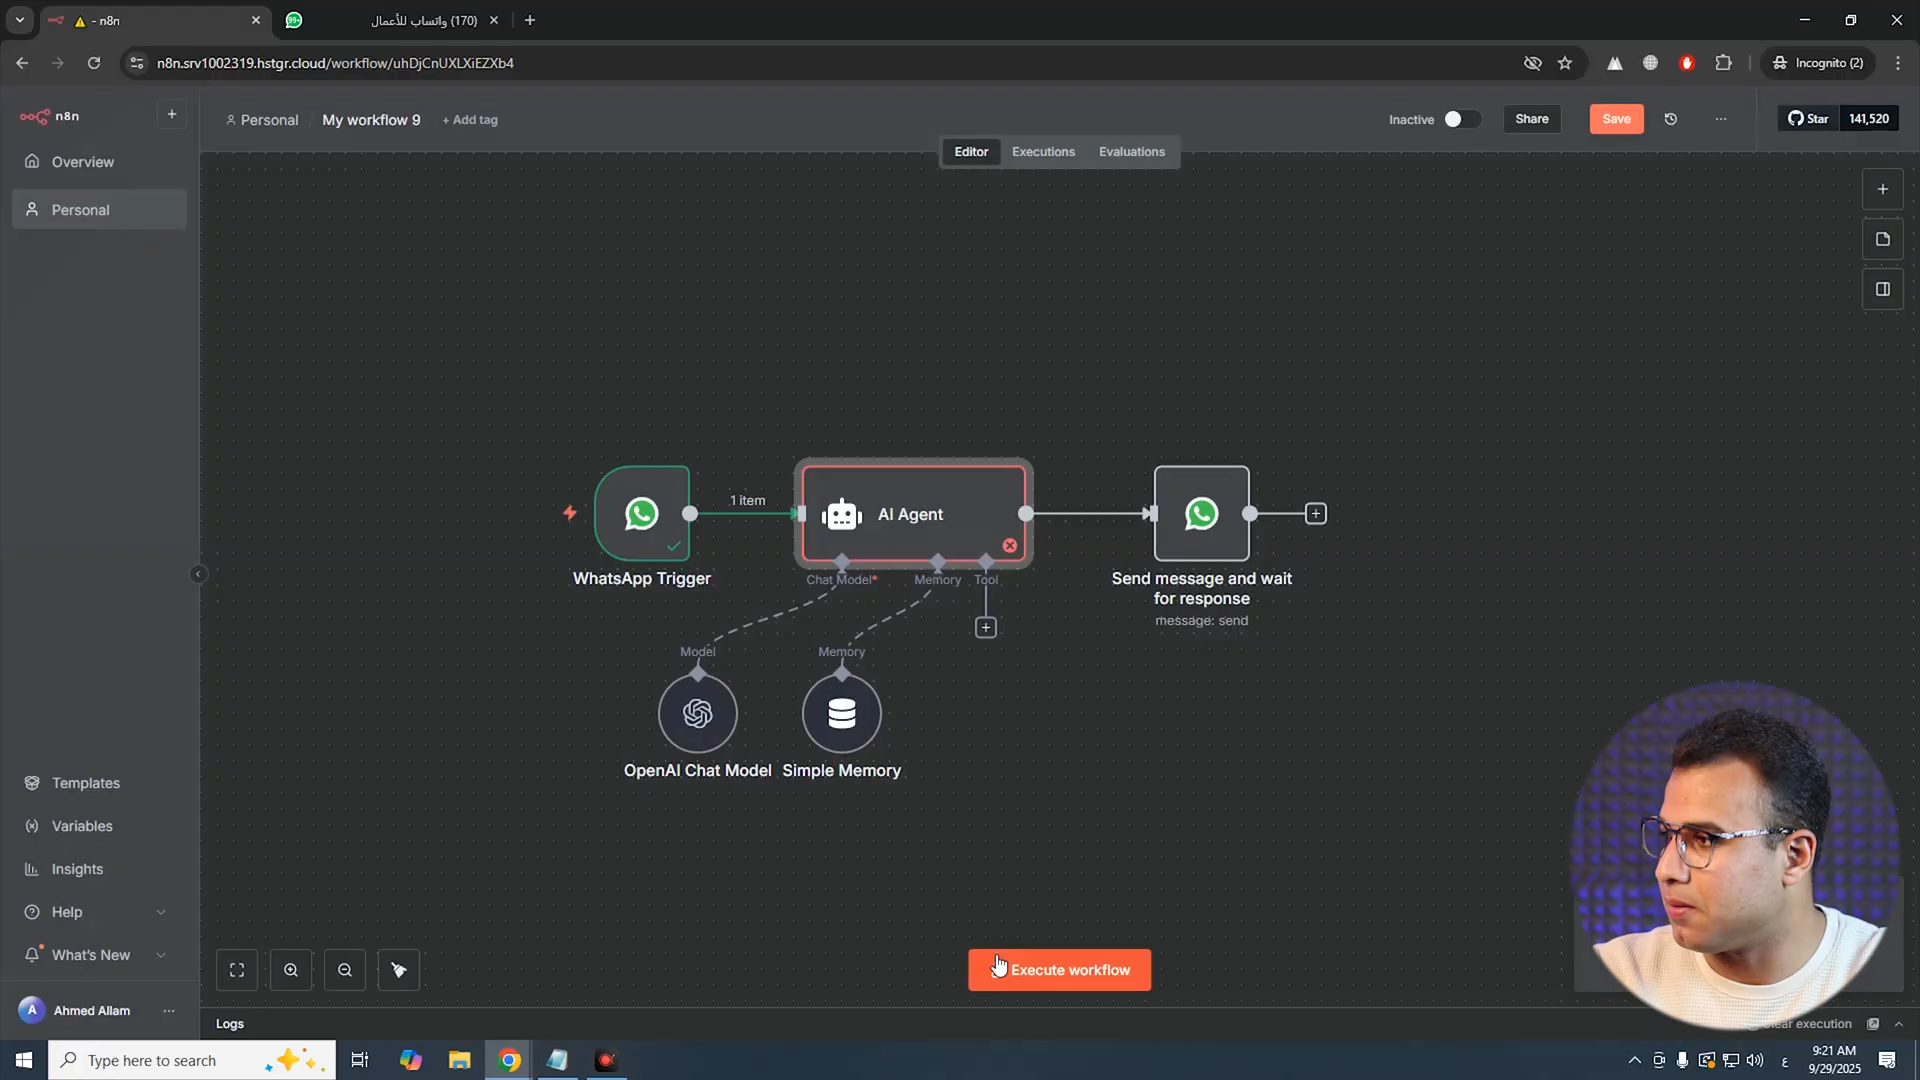 - n8n
99+
(170) واتساب للأعمال
n8n.srv1002319.hstgr.cloud/workflow/uhDjCnUXLXiEZXb4
Incognito (2)
n8n
Personal
My workflow 9
+ Add tag
Inactive
Share
Save
Star
141,520
Editor
Executions
Evaluations
Overview
Personal
1 item
AI Agent
WhatsApp Trigger
Chat Model*
Memory
Tool
Send message and wait
for response
message: send
Model
Memory
OpenAI Chat Model
Simple Memory
Templates
Variables
Insights
Help
What's New
A
Ahmed Allam
Execute workflow
Logs
Clear execution
Type here to search
ع
9:21 AM
9/29/2025